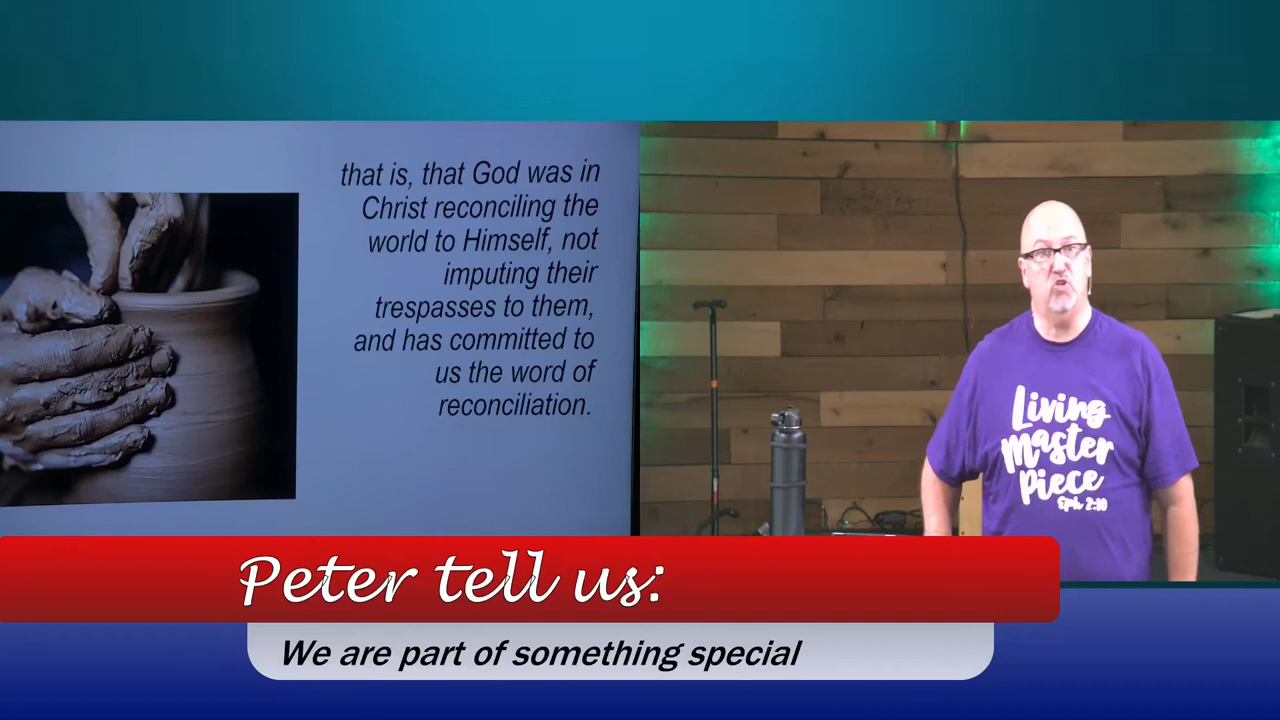 that is, that God was in
Christ reconciling the
world to Himself, not
imputing their
trespasses to them,
and has committed to
us the word of
reconciliation.
Living
Master
Piece
Eph 2:10
Peter tell us:
We are part of something special